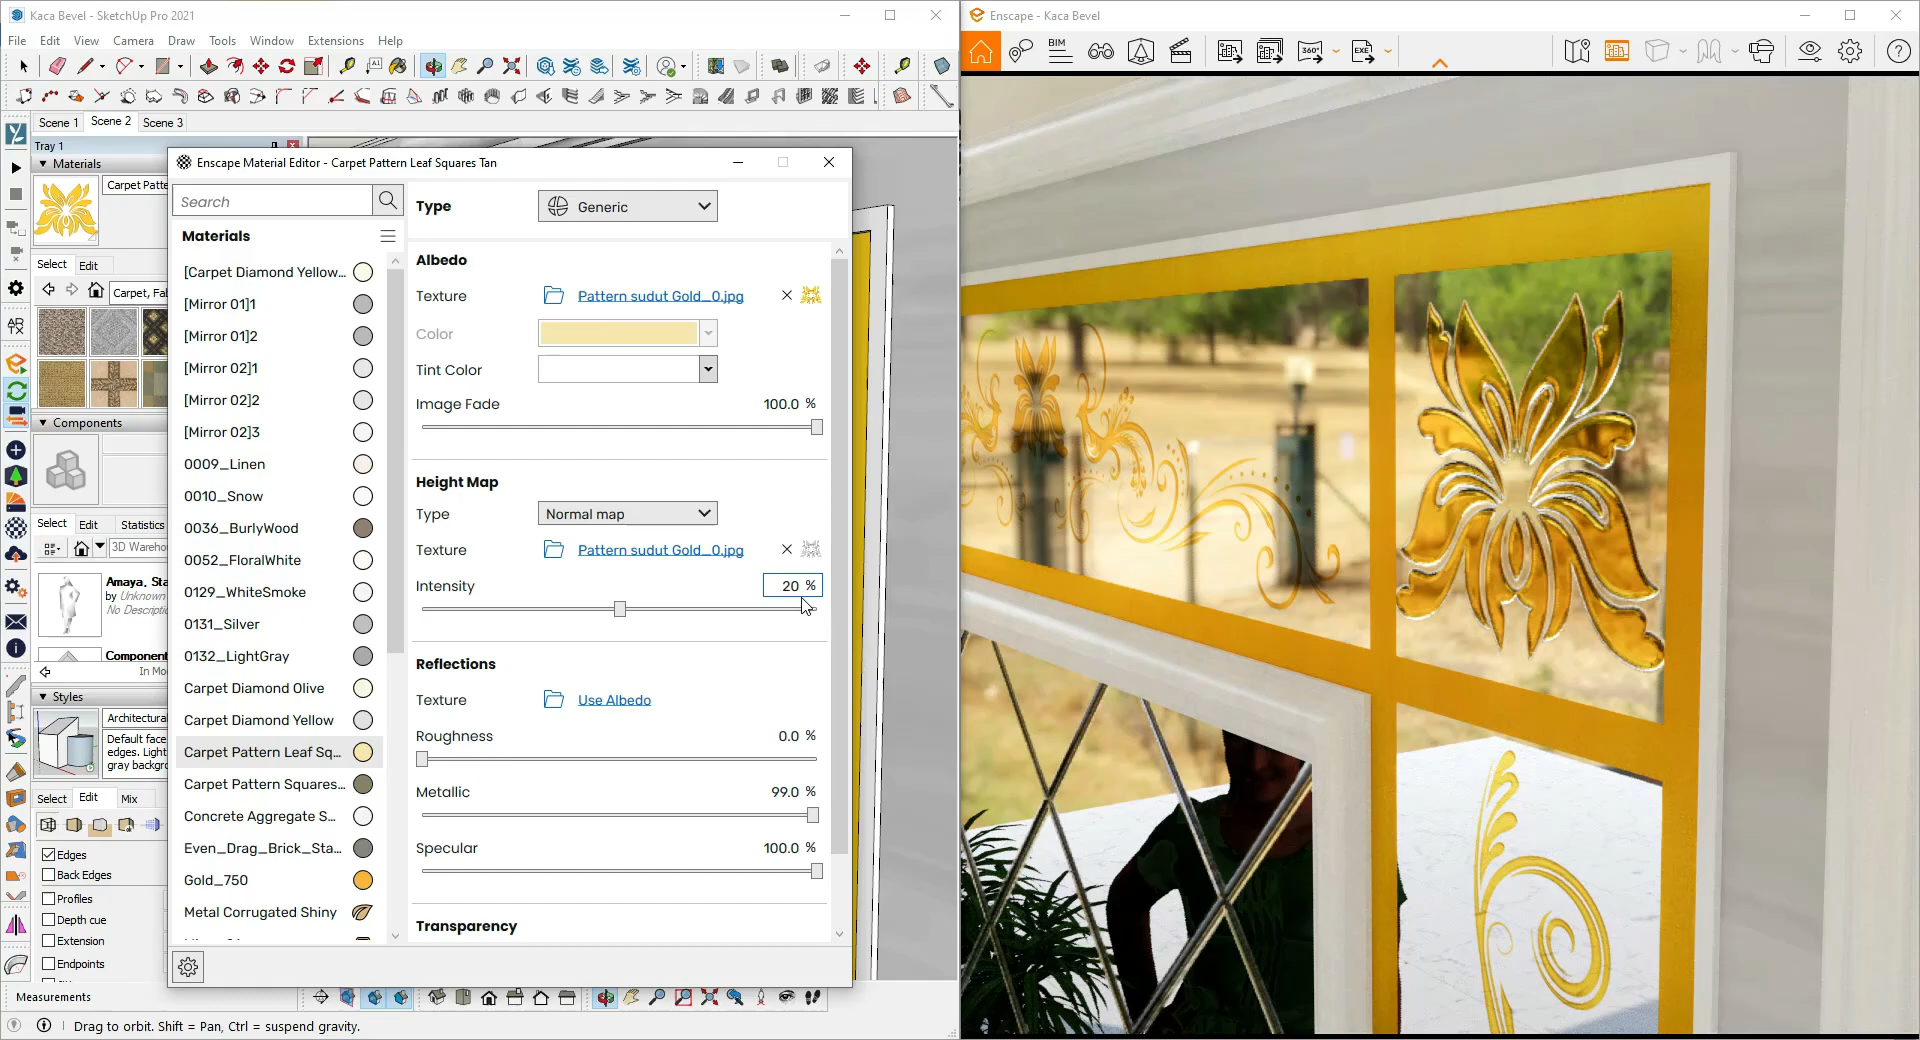 Kaca Bevel - SketchUp Pro 2021
File Edit View Camera Draw Tools Window Extensions Help
Scene 1 Scene 2 Scene 3
Tray 1
Materials
Carpet Patte
Select Edit
Carpet, Fal
Components
Select Edit Statistics
3D Wareho
Amaya. Sta
by Unknown
No Descripti
Component
In Mo
Styles
Architectural
Default face
edges. Light
gray backgro
Select Edit Mix
Edges
Back Edges
Profiles
Depth cue
Extension
Endpoints
Measurements
Drag to orbit. Shift = Pan, Ctrl = suspend gravity.
Enscape Material Editor - Carpet Pattern Leaf Squares Tan
Search
Materials
[Carpet Diamond Yellow...
[Mirror 01]1
[Mirror 01]2
[Mirror 02]1
[Mirror 02]2
[Mirror 02]3
0009_Linen
0010_Snow
0036_BurlyWood
0052_FloralWhite
0129_WhiteSmoke
0131_Silver
0132_LightGray
Carpet Diamond Olive
Carpet Diamond Yellow
Carpet Pattern Leaf Sq...
Carpet Pattern Squares...
Concrete Aggregate S...
Even_Drag_Brick_Sta...
Gold_750
Metal Corrugated Shiny
Type Generic
Albedo
Texture Pattern sudut Gold_0.jpg
Color
Tint Color
Image Fade 100.0 %
Height Map
Type Normal map
Texture Pattern sudut Gold_0.jpg
Intensity 20 %
Reflections
Texture Use Albedo
Roughness 0.0 %
Metallic 99.0 %
Specular 100.0 %
Transparency
Enscape - Kaca Bevel
BIM
360°
EXE